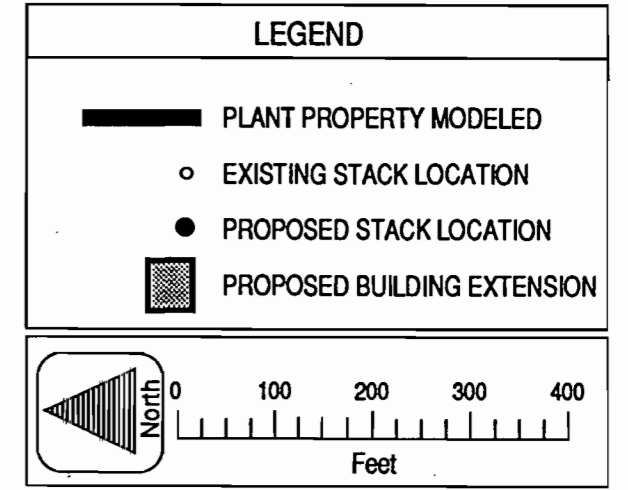 LEGEND
PLANT PROPERTY MODELED
EXISTING STACK LOCATION
PROPOSED STACK LOCATION
PROPOSED BUILDING EXTENSION
North
0 100 200 300 400
Feet